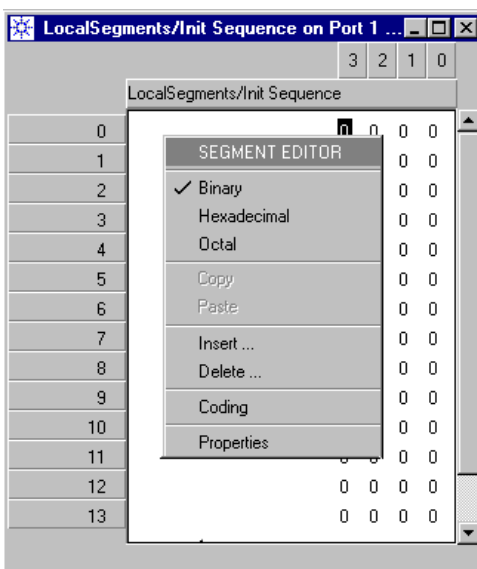 LocalSegments/Init Sequence on Port 1 ...
3 2 1 0
LocalSegments/Init Sequence
0 0 0 0 0
SEGMENT EDITOR
1 0 0
✓ Binary
2 0 0
Hexadecimal
3 0 0
Octal
4 0 0
Copy
5 0 0
Paste
6 0 0
Insert ...
7 0 0
Delete ...
8 0 0
9 0 0
Coding
10 0 0
Properties
11 0 0 0 0
12 0 0 0 0
13 0 0 0 0